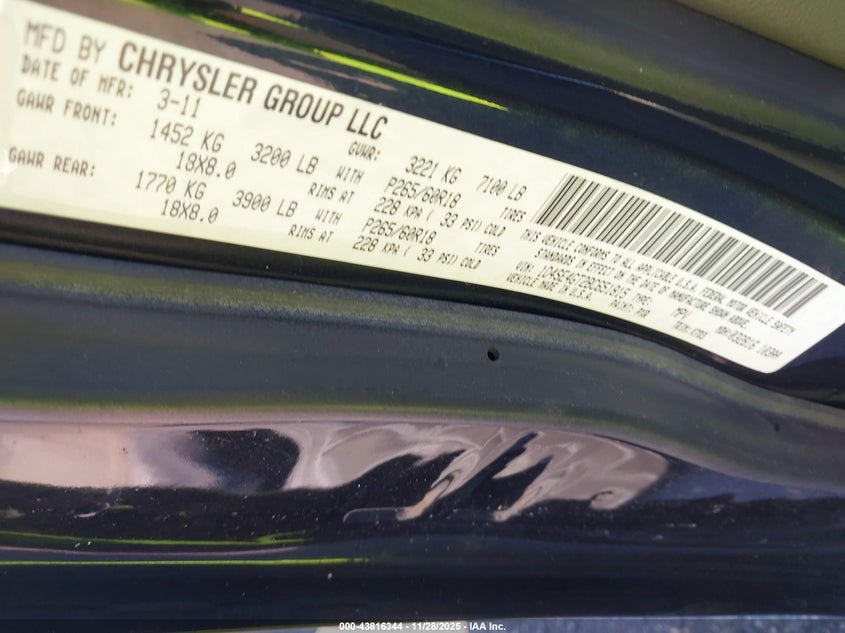 MFD BY CHRYSLER GROUP LLC
DATE OF MFR: 3-11 GVWR: 3221 KG 7100 LB
GAWR FRONT: 1452 KG 3200 LB WITH P265/60R18 TIRES
18X8.0 RIMS AT 228 KPA ( 33 PSI) COLD
GAWR REAR: 1770 KG 3900 LB WITH P265/60R18 TIRES
18X8.0 RIMS AT 228 KPA ( 33 PSI) COLD
THIS VEHICLE CONFORMS TO ALL APPLICABLE U.S.A. FEDERAL MOTOR VEHICLE SAFETY
STANDARDS IN EFFECT ON THE DATE OF MANUFACTURE SHOWN ABOVE.
VIN: TYPE: MPV
VEHICLE MADE IN U.S.A. PAINT: TRIM:
000-43816344 | 11/28/2025 - IAA Inc.